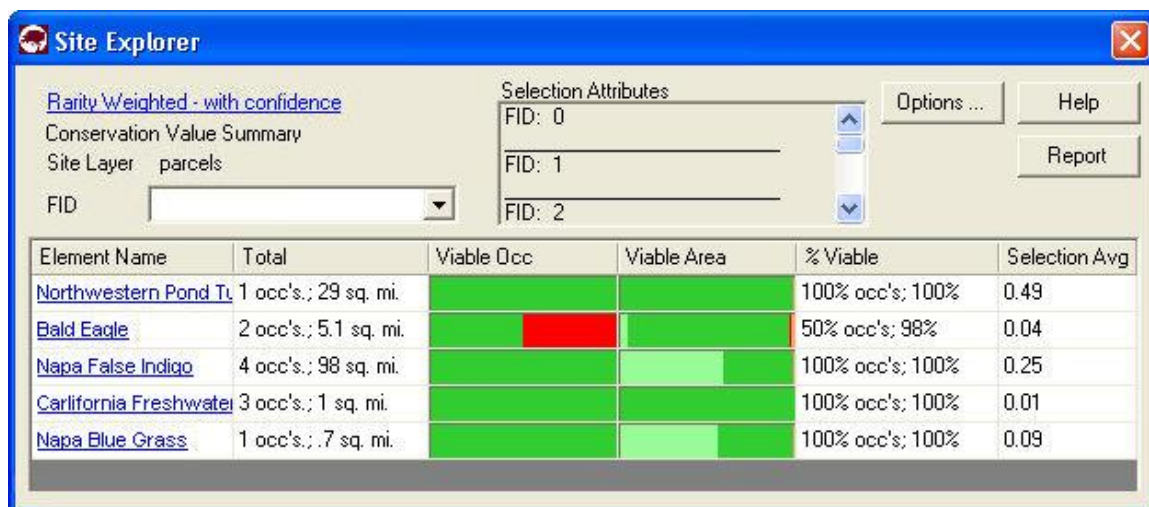 Site Explorer
Rarity Weighted - with confidence
Conservation Value Summary
Site Layer parcels
FID
Selection Attributes
FID: 0
FID: 1
FID: 2
Options ...
Help
Report
Element Name Total Viable Occ Viable Area % Viable Selection Avg
Northwestern Pond Tu 1 occ's.; 29 sq. mi. 100% occ's; 100% 0.49
Bald Eagle 2 occ's.; 5.1 sq. mi. 50% occ's; 98% 0.04
Napa False Indigo 4 occ's.; 98 sq. mi. 100% occ's; 100% 0.25
Carlifornia Freshwater 3 occ's.; 1 sq. mi. 100% occ's; 100% 0.01
Napa Blue Grass 1 occ's.; .7 sq. mi. 100% occ's; 100% 0.09